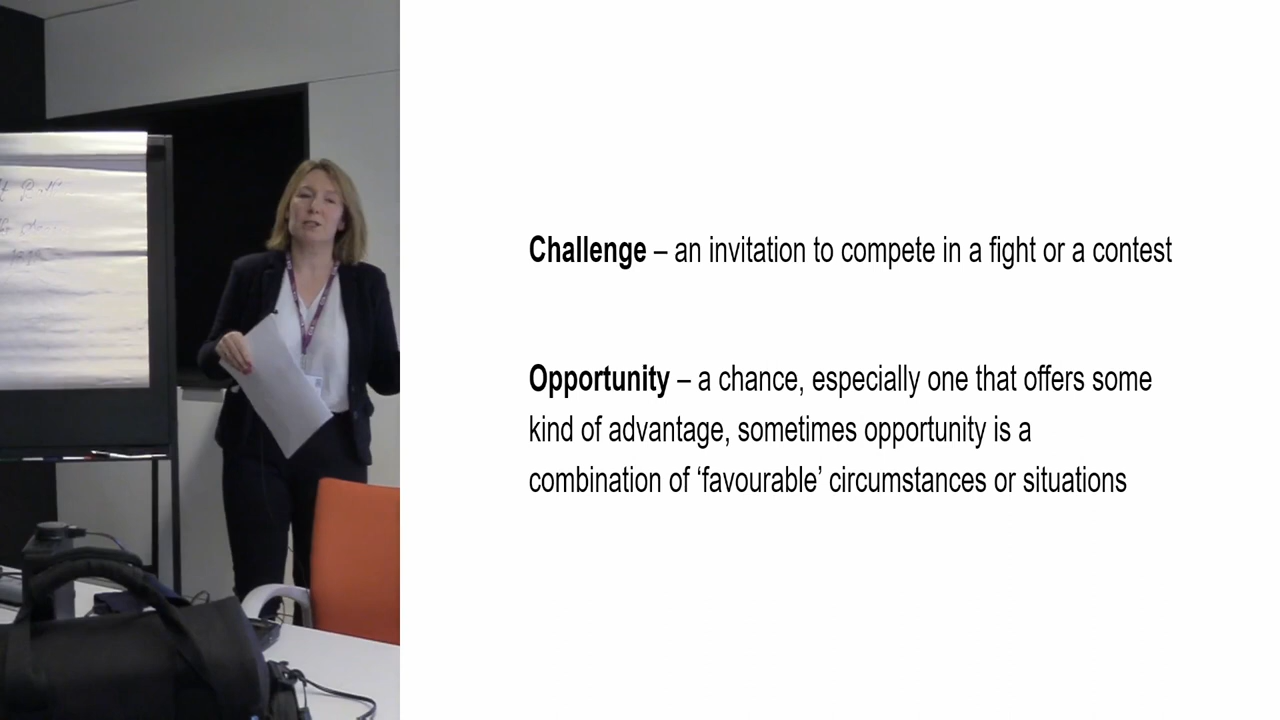 Challenge – an invitation to compete in a fight or a contest
Opportunity – a chance, especially one that offers some
kind of advantage, sometimes opportunity is a
combination of ‘favourable’ circumstances or situations